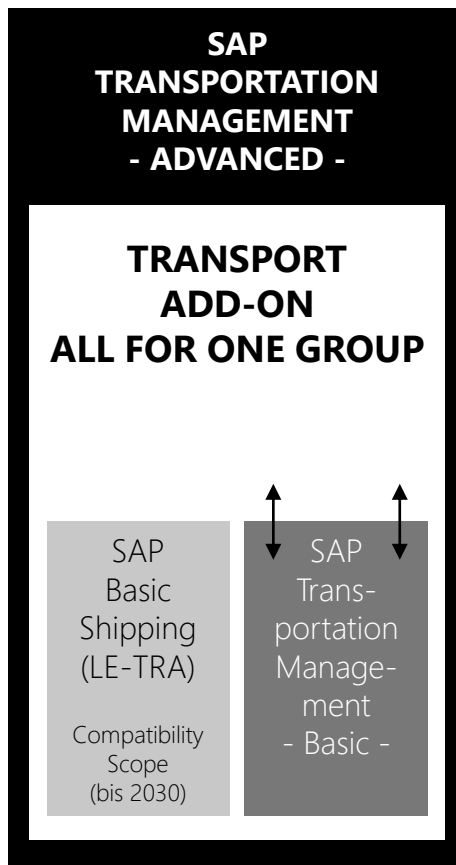 SAP
TRANSPORTATION
MANAGEMENT
- ADVANCED -
TRANSPORT
ADD-ON
ALL FOR ONE GROUP
SAP
Basic
Shipping
(LE-TRA)
Compatibility
Scope
(bis 2030)
SAP
Trans-
portation
Manage-
ment
- Basic -